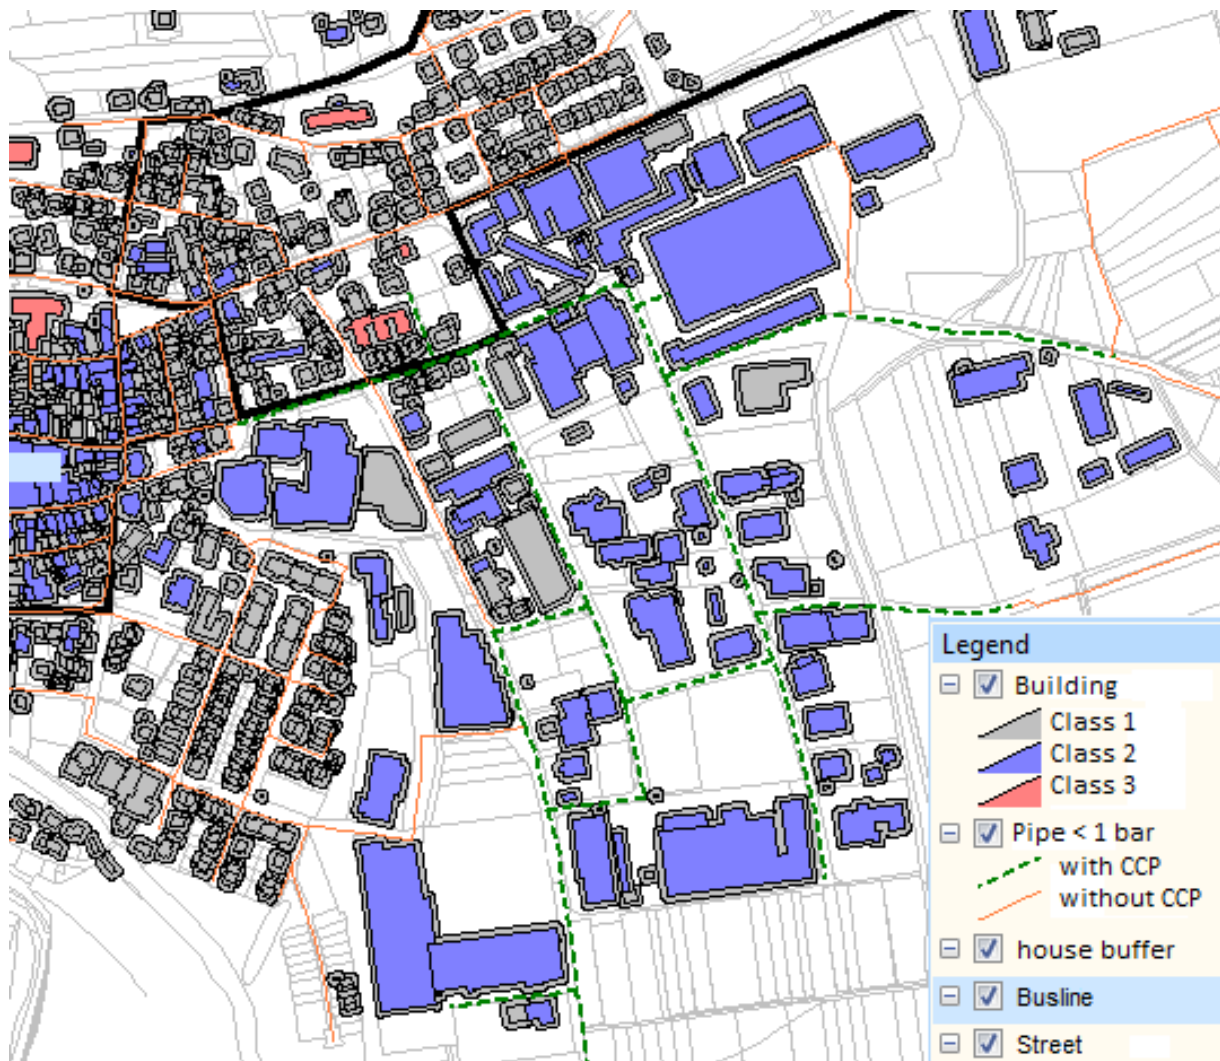 Legend
Building
Class 1
Class 2
Class 3
Pipe < 1 bar
with CCP
without CCP
house buffer
Busline
Street